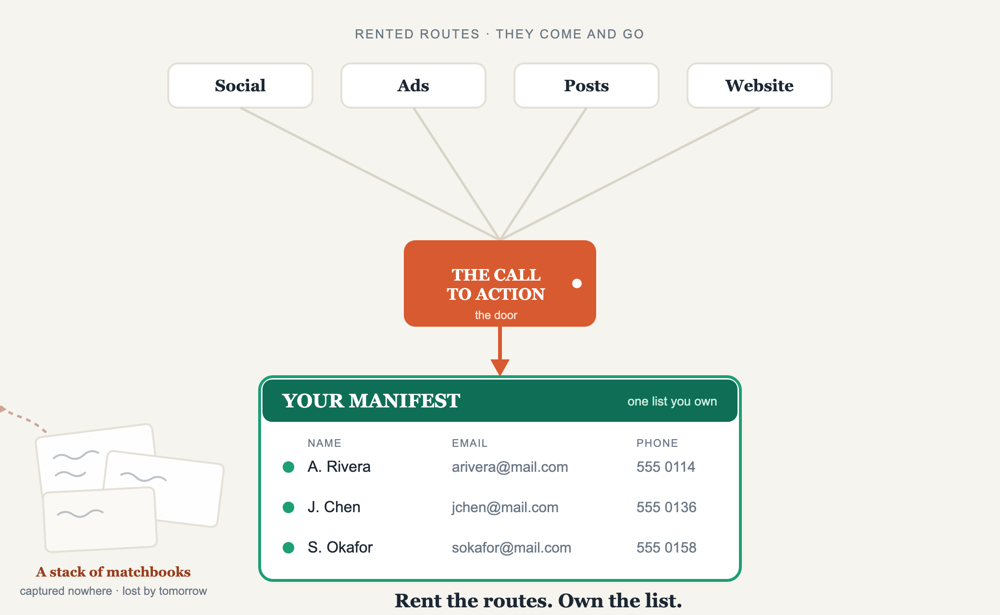 RENTED ROUTES · THEY COME AND GO
Social
Ads
Posts
Website
THE CALL
TO ACTION
the door
YOUR MANIFEST
one list you own
NAME EMAIL PHONE
A. Rivera arivera@mail.com 555 0114
J. Chen jchen@mail.com 555 0136
S. Okafor sokafor@mail.com 555 0158
A stack of matchbooks
captured nowhere · lost by tomorrow
Rent the routes. Own the list.